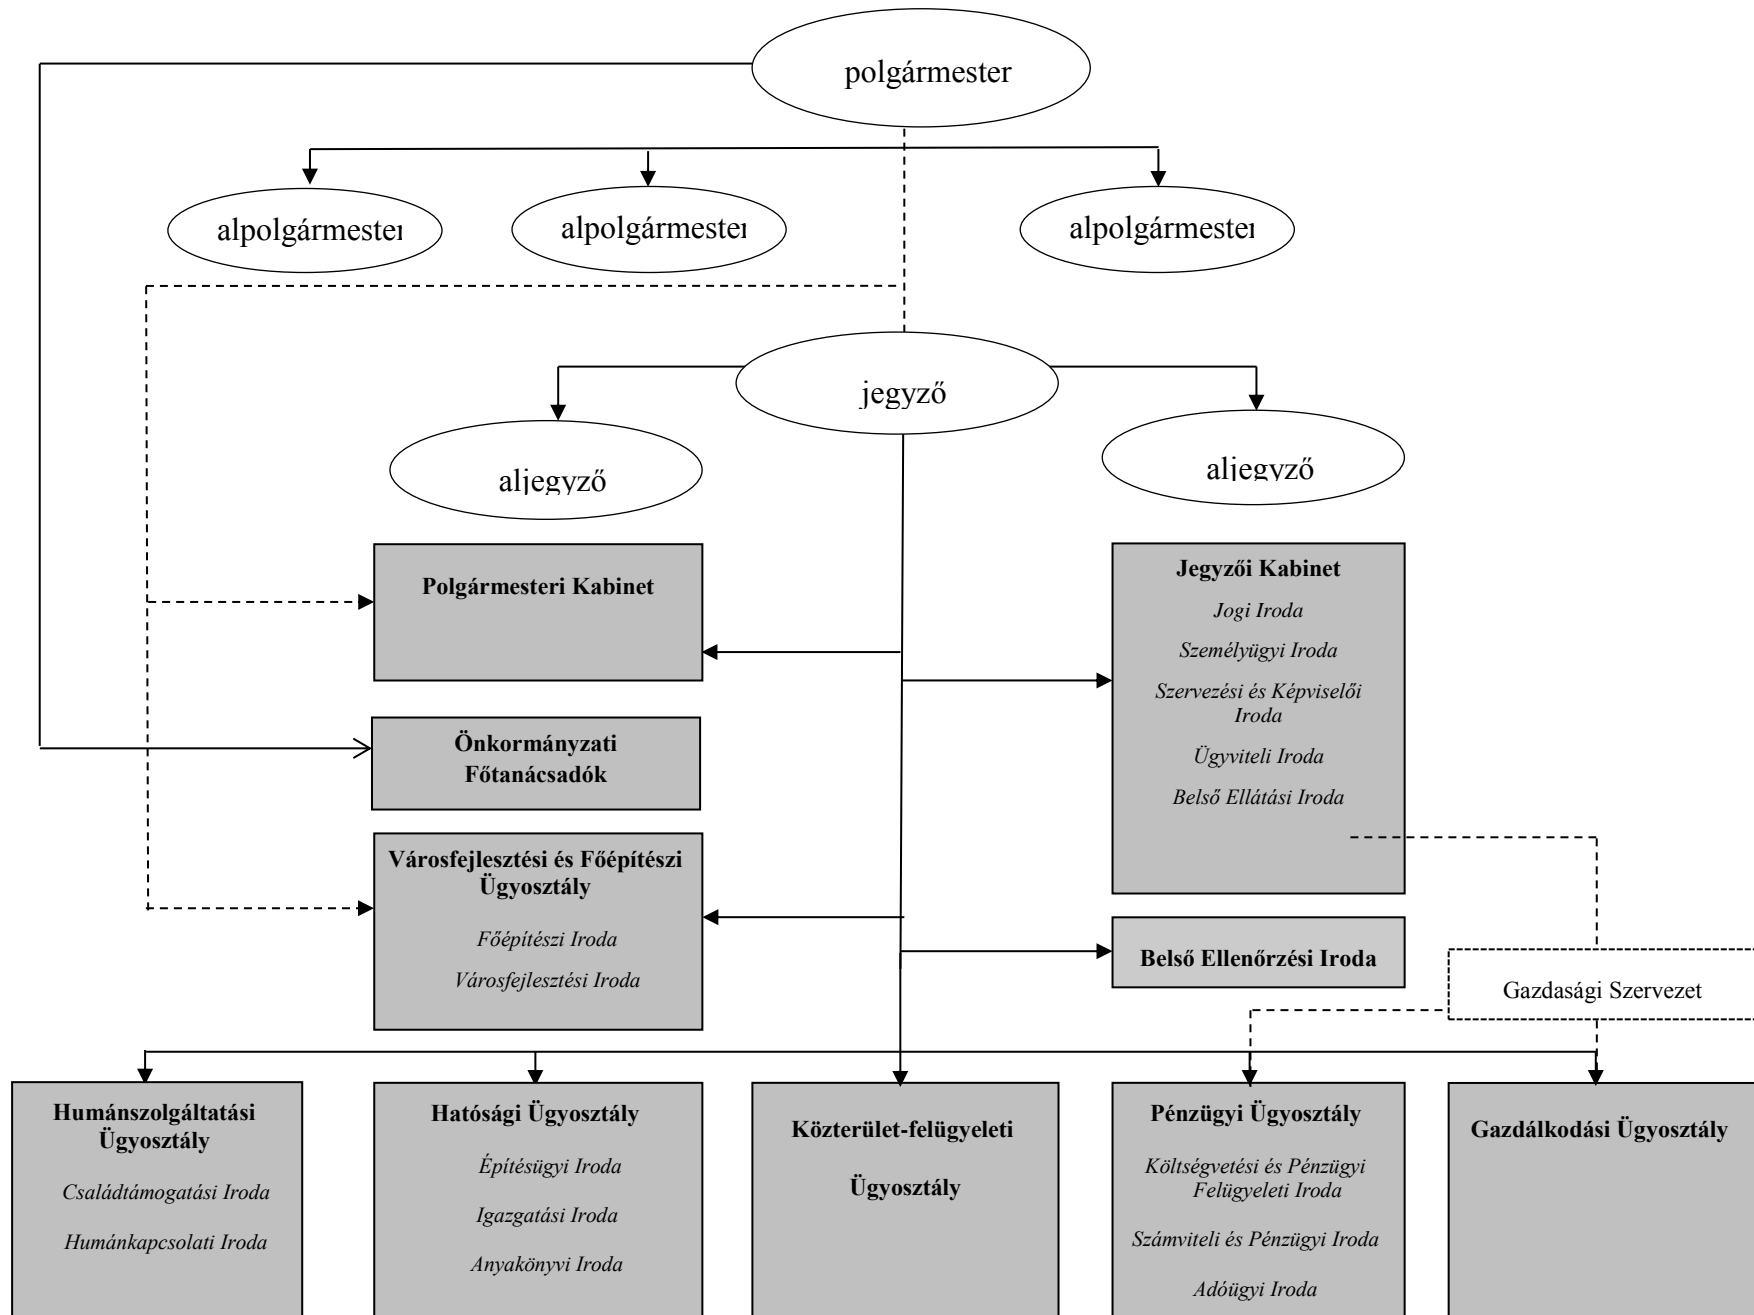 polgármester
alpolgármester
alpolgármester
alpolgármester
jegyző
aljegyző
aljegyző
Polgármesteri Kabinet
Jegyzői Kabinet
Jogi Iroda
Személyügyi Iroda
Szervezési és Képviselői
Iroda
Ügyviteli Iroda
Belső Ellátási Iroda
Önkormányzati
Főtanácsadók
Városfejlesztési és Főépítészi
Ügyosztály
Főépítészi Iroda
Városfejlesztési Iroda
Belső Ellenőrzési Iroda
Gazdasági Szervezet
Humánszolgáltatási
Ügyosztály
Családtámogatási Iroda
Humánkapcsolati Iroda
Hatósági Ügyosztály
Építésügyi Iroda
Igazgatási Iroda
Anyakönyvi Iroda
Közterület-felügyeleti
Ügyosztály
Pénzügyi Ügyosztály
Költségvetési és Pénzügyi
Felügyeleti Iroda
Számviteli és Pénzügyi Iroda
Adóügyi Iroda
Gazdálkodási Ügyosztály